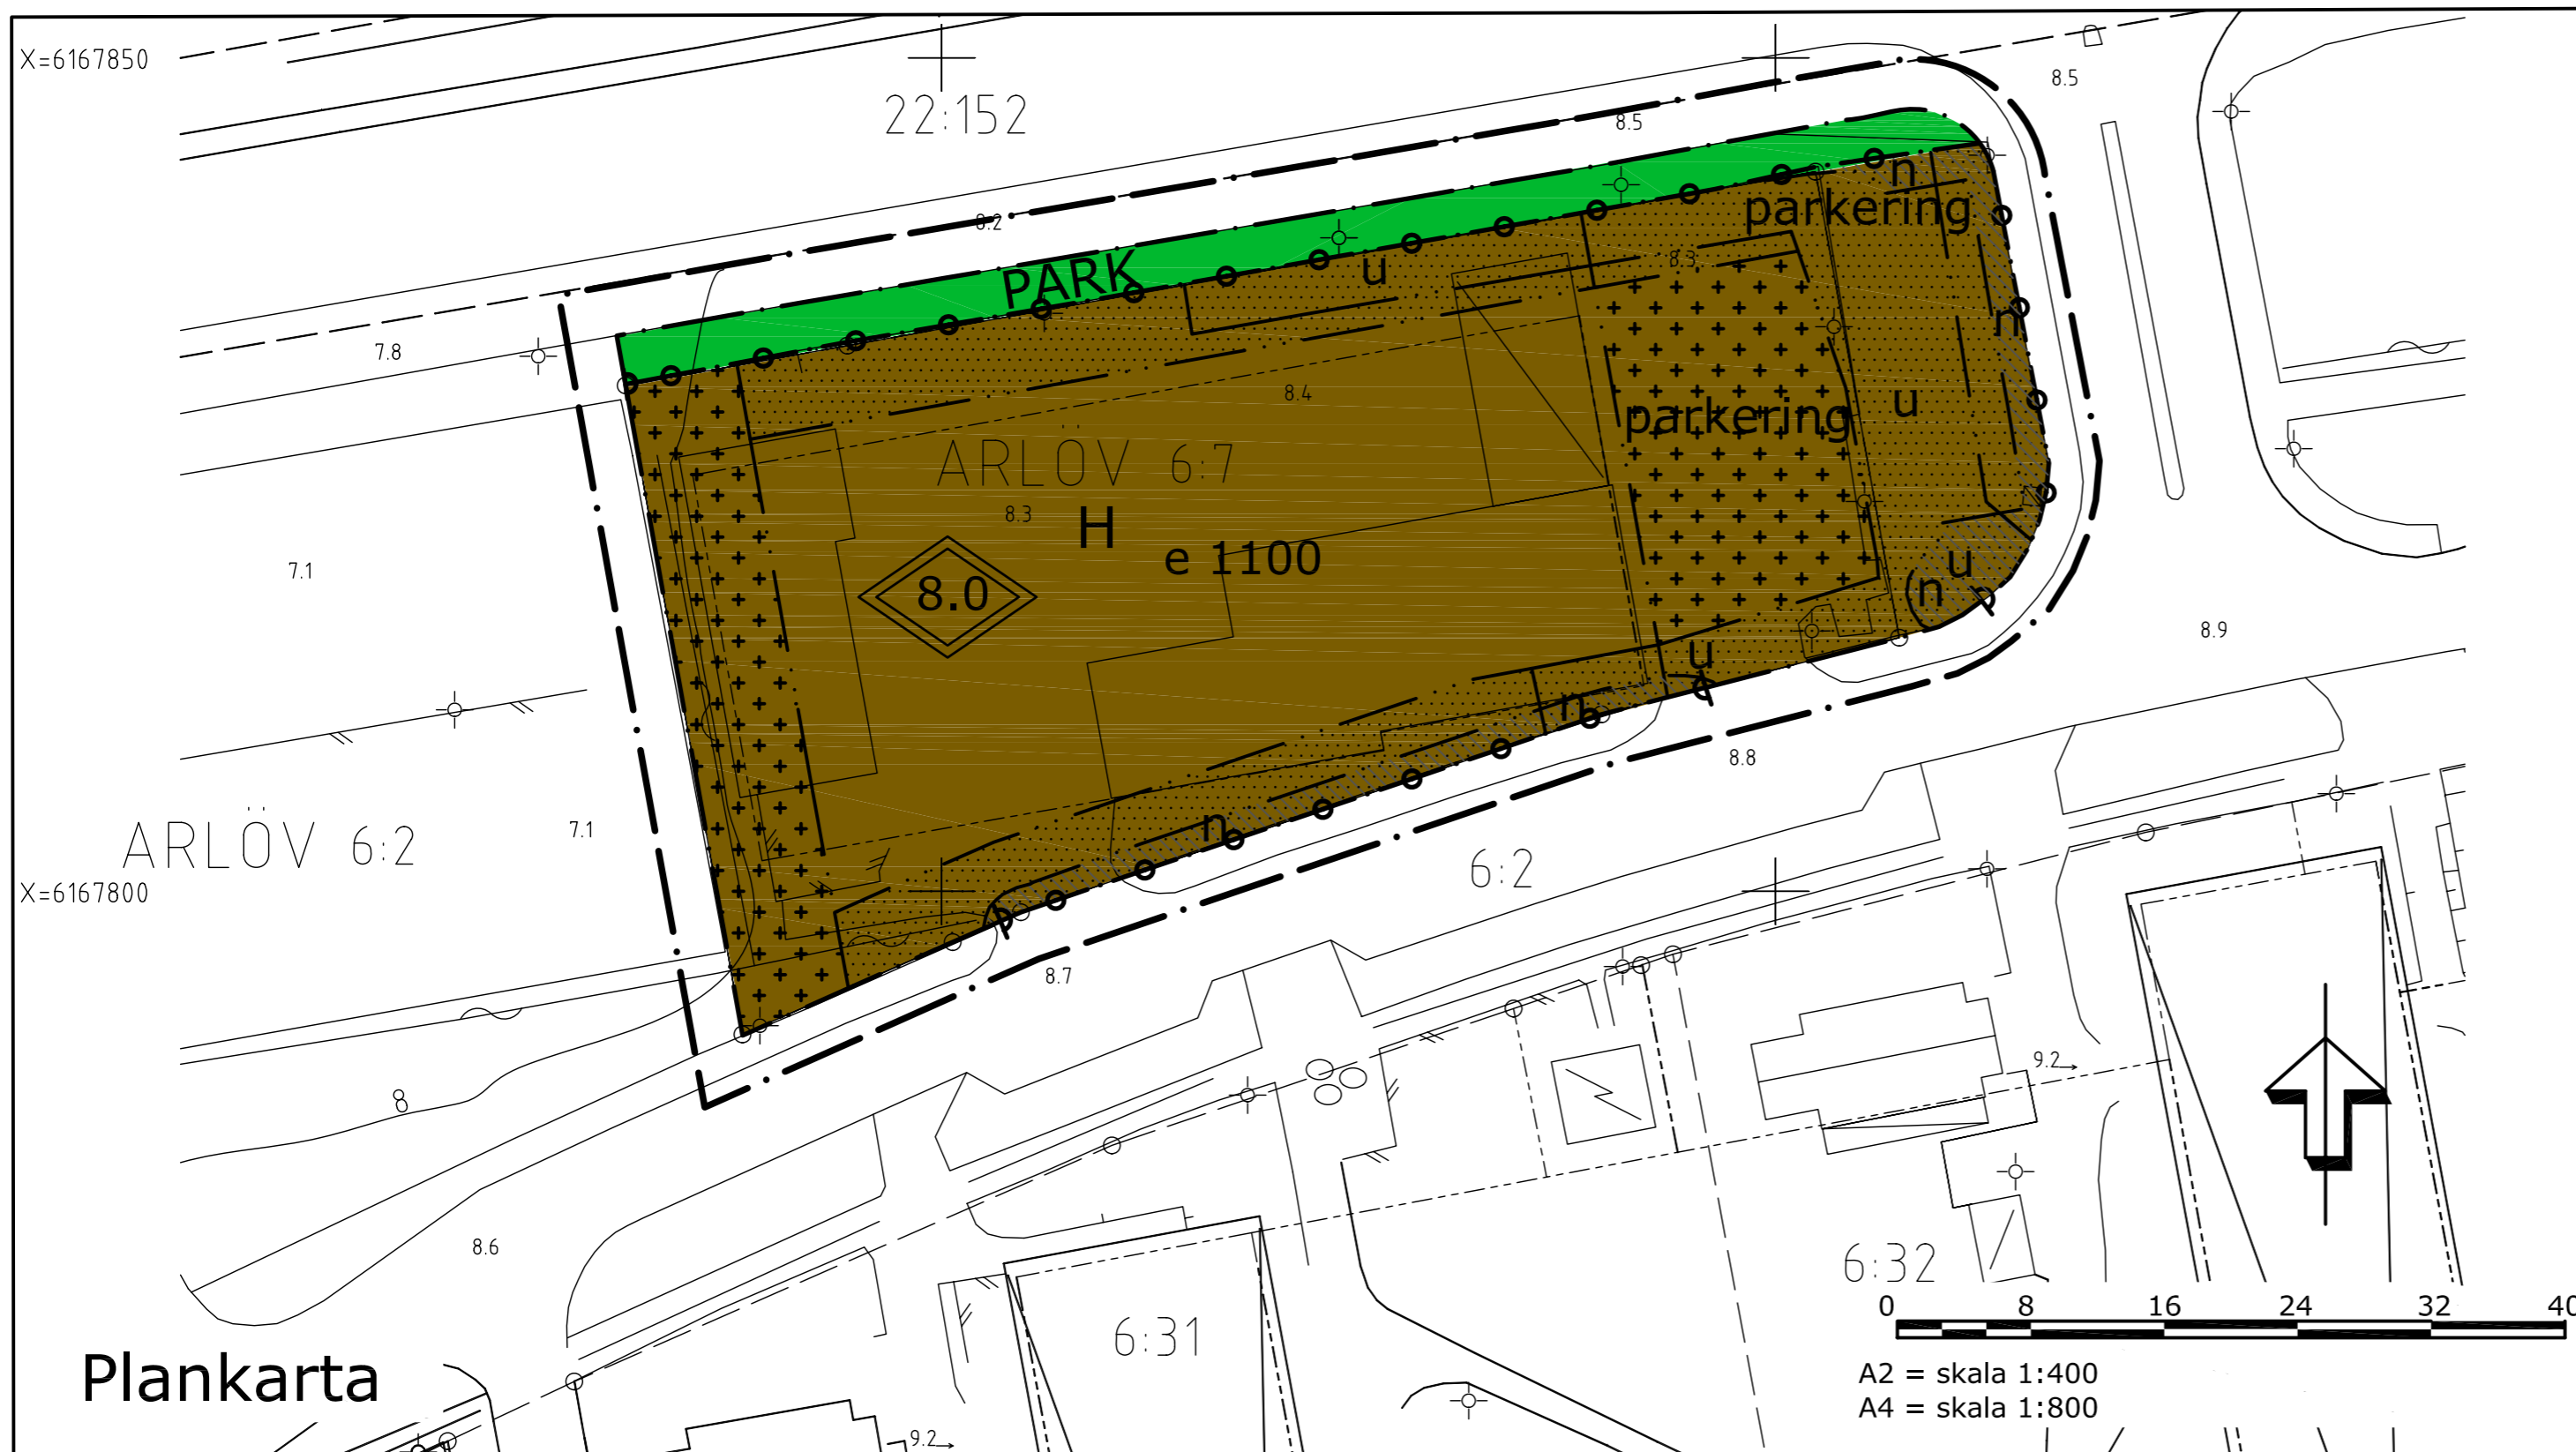 X=6167850
22:152
8.5
8.5
8.2
n
parkering
PARK
u
8.3
7.8
n
8.4
parkering
u
ARLÖV 6:7
8.3
H
e 1100
7.1
8.0
u
(n
8.9
u
n
8.8
7.1
n
ARLÖV 6:2
6:2
X=6167800
8.7
9.2
8
8.6
6:32
0 8 16 24 32 40
6:31
Plankarta
A2 = skala 1:400
A4 = skala 1:800
9.2